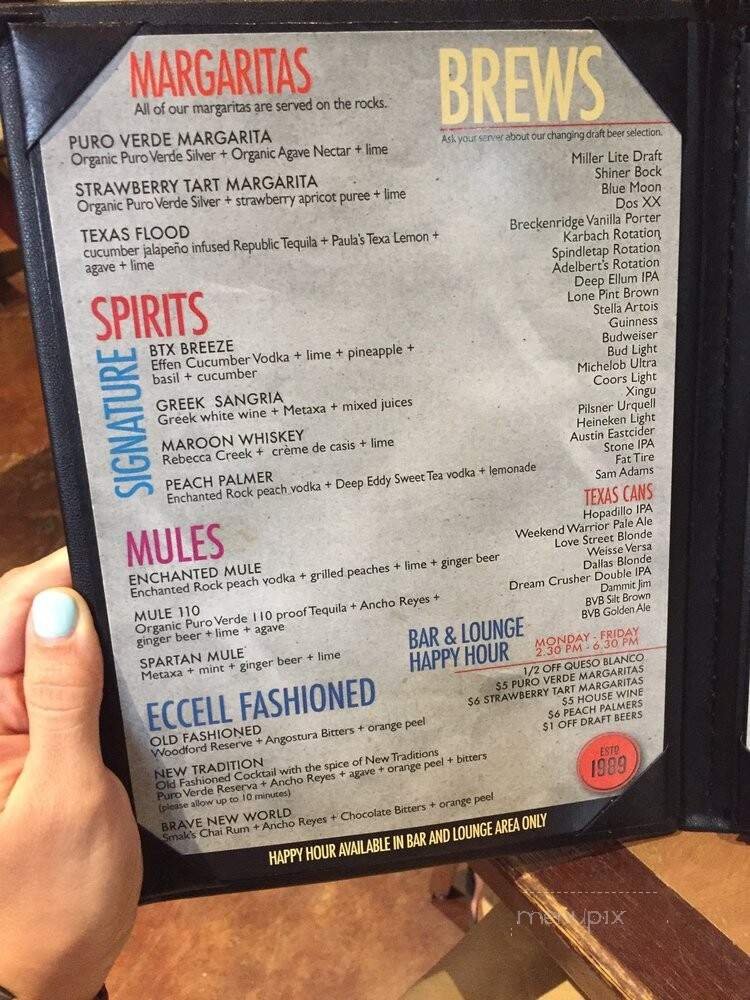 MARGARITAS
All of our margaritas are served on the rocks.
PURO VERDE MARGARITA
Organic Puro Verde Silver + Organic Agave Nectar + lime
STRAWBERRY TART MARGARITA
Organic Puro Verde Silver + strawberry apricot puree + lime
TEXAS FLOOD
cucumber jalapeño infused Republic Tequila + Paula's Texa Lemon +
agave + lime
SIGNATURE
SPIRITS
BTX BREEZE
Effen Cucumber Vodka + lime + pineapple +
basil + cucumber
GREEK SANGRIA
Greek white wine + Metaxa + mixed juices
MAROON WHISKEY
Rebecca Creek + crème de casis + lime
PEACH PALMER
Enchanted Rock peach vodka + Deep Eddy Sweet Tea vodka + lemonade
MULES
ENCHANTED MULE
Enchanted Rock peach vodka + grilled peaches + lime + ginger beer
MULE 110
Organic Puro Verde 110 proof Tequila + Ancho Reyes +
ginger beer + lime + agave
SPARTAN MULE
Metaxa + mint + ginger beer + lime
ECCELL FASHIONED
OLD FASHIONED
Woodford Reserve + Angostura Bitters + orange peel
NEW TRADITION
Old Fashioned Cocktail with the spice of New Traditions
Puro Verde Reserva + Ancho Reyes + agave + orange peel + bitters
(please allow up to 10 minutes)
BRAVE NEW WORLD
Smak's Chai Rum + Ancho Reyes + Chocolate Bitters + orange peel
BREWS
Ask your server about our changing draft beer selection.
Miller Lite Draft
Shiner Bock
Blue Moon
Dos XX
Breckenridge Vanilla Porter
Karbach Rotation
Spindletap Rotation
Adelbert's Rotation
Deep Ellum IPA
Lone Pint Brown
Stella Artois
Guinness
Budweiser
Bud Light
Michelob Ultra
Coors Light
Xingu
Pilsner Urquell
Heineken Light
Austin Eastcider
Stone IPA
Fat Tire
Sam Adams
TEXAS CANS
Hopadillo IPA
Weekend Warrior Pale Ale
Love Street Blonde
Weisse Versa
Dallas Blonde
Dream Crusher Double IPA
Dammit Jim
BVB Silt Brown
BVB Golden Ale
BAR & LOUNGE
HAPPY HOUR
MONDAY - FRIDAY
2.30 PM - 6.30 PM
1/2 OFF QUESO BLANCO
$5 PURO VERDE MARGARITAS
$6 STRAWBERRY TART MARGARITAS
$5 HOUSE WINE
$6 PEACH PALMERS
$1 OFF DRAFT BEERS
ESTD
1989
HAPPY HOUR AVAILABLE IN BAR AND LOUNGE AREA ONLY
menupix